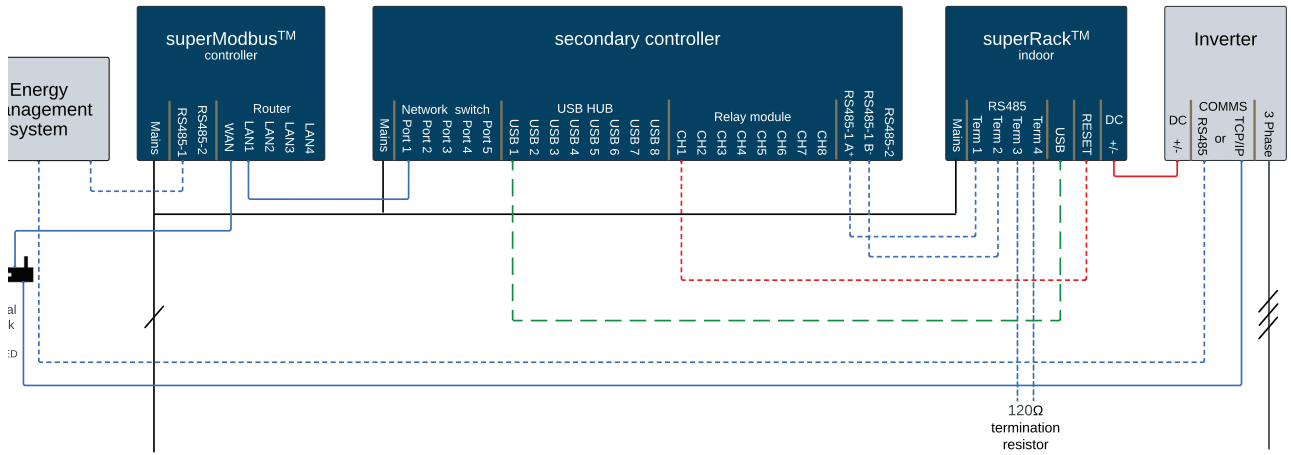 superModbus™
controller
secondary controller
superRack™
indoor
Inverter
Energy
anagement
system
Router
Mains
RS485-1
RS485-2
WAN
LAN1
LAN2
LAN3
LAN4
Network switch
USB HUB
Relay module
Mains
Port 1
Port 2
Port 3
Port 4
Port 5
USB 1
USB 2
USB 3
USB 4
USB 5
USB 6
USB 7
USB 8
CH1
CH2
CH3
CH4
CH5
CH6
CH7
CH8
RS485-1 A+
RS485-1 B-
RS485-2
RS485
Mains
Term 1
Term 2
Term 3
Term 4
USB
RESET
DC
+/-
COMMS
DC
+/-
RS485
or
TCP/IP
3 Phase
al
k
ED
120Ω
termination
resistor